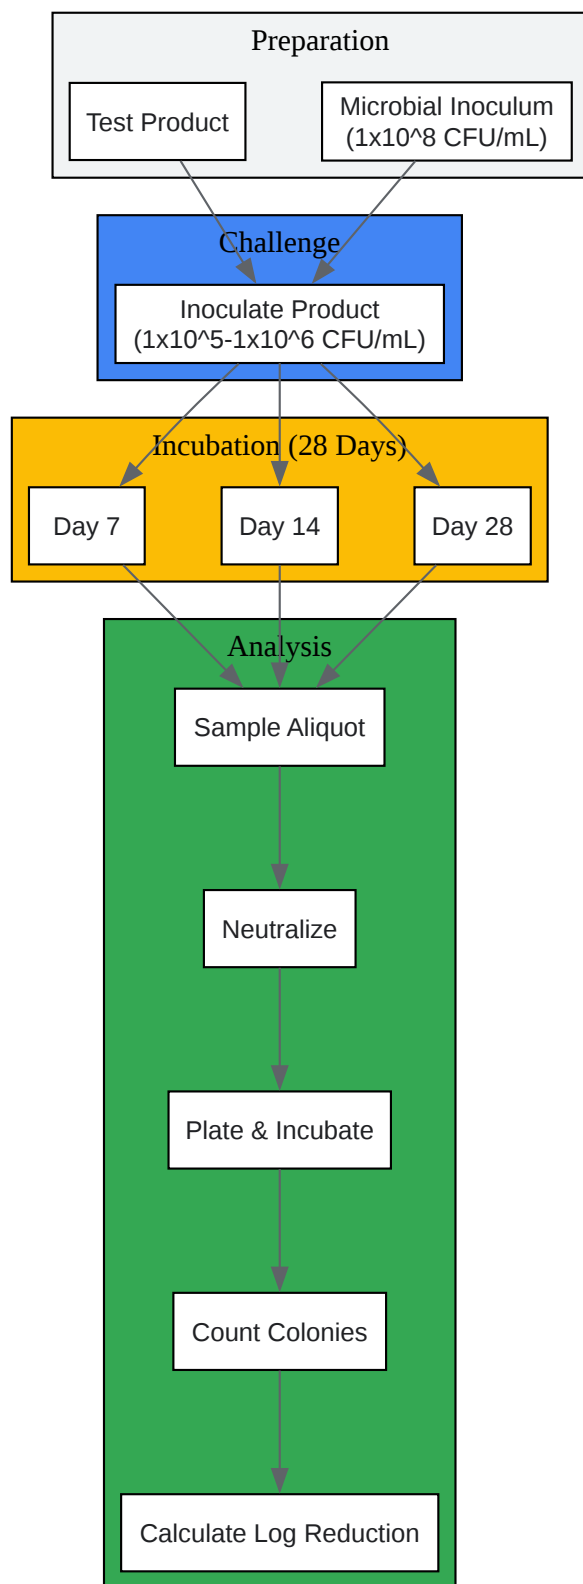 Preparation
Test Product
Microbial Inoculum
(1x10^8 CFU/mL)
Challenge
Inoculate Product
(1x10^5-1x10^6 CFU/mL)
Incubation (28 Days)
Day 7
Day 14
Day 28
Analysis
Sample Aliquot
Neutralize
Plate & Incubate
Count Colonies
Calculate Log Reduction